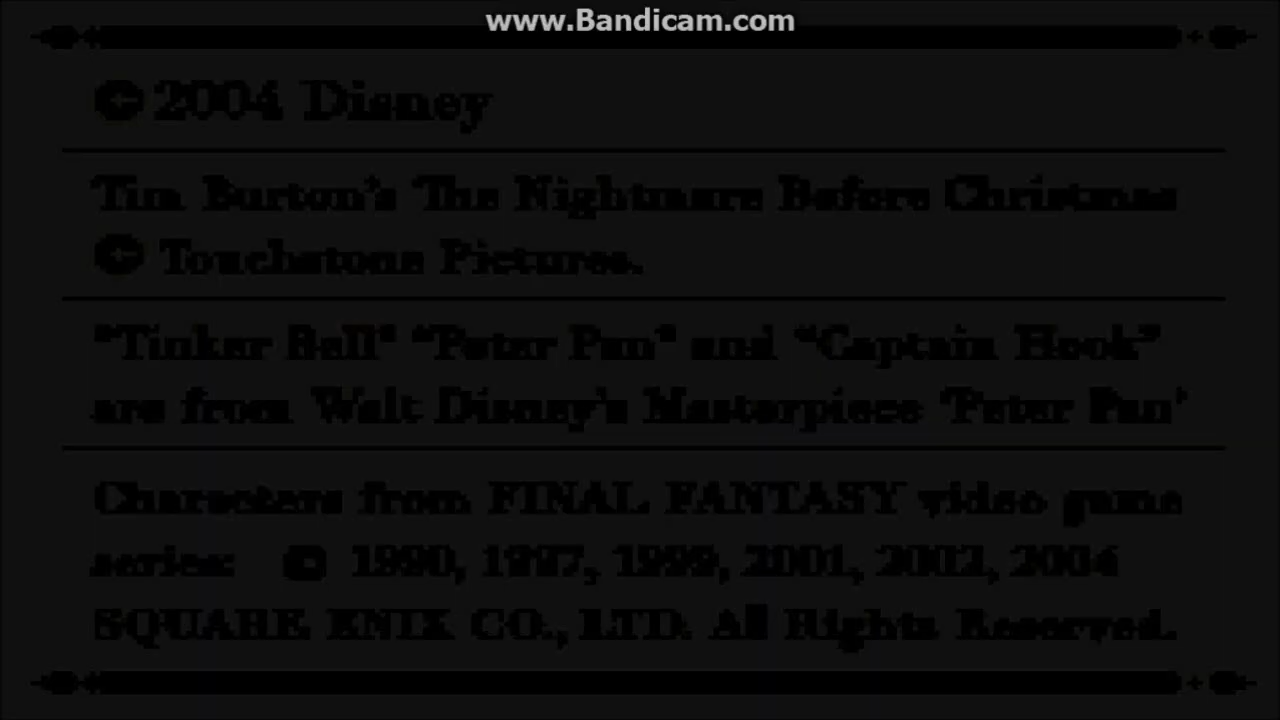 www.Bandicam.com
© 2004 Disney
Tim Burton's The Nightmare Before Christmas
© Touchstone Pictures.
"Tinker Bell" "Peter Pan" and "Captain Hook"
are from Walt Disney's Masterpiece 'Peter Pan'
Characters from FINAL FANTASY video game
series: © 1990, 1997, 1999, 2001, 2002, 2004
SQUARE ENIX CO., LTD. All Rights Reserved.